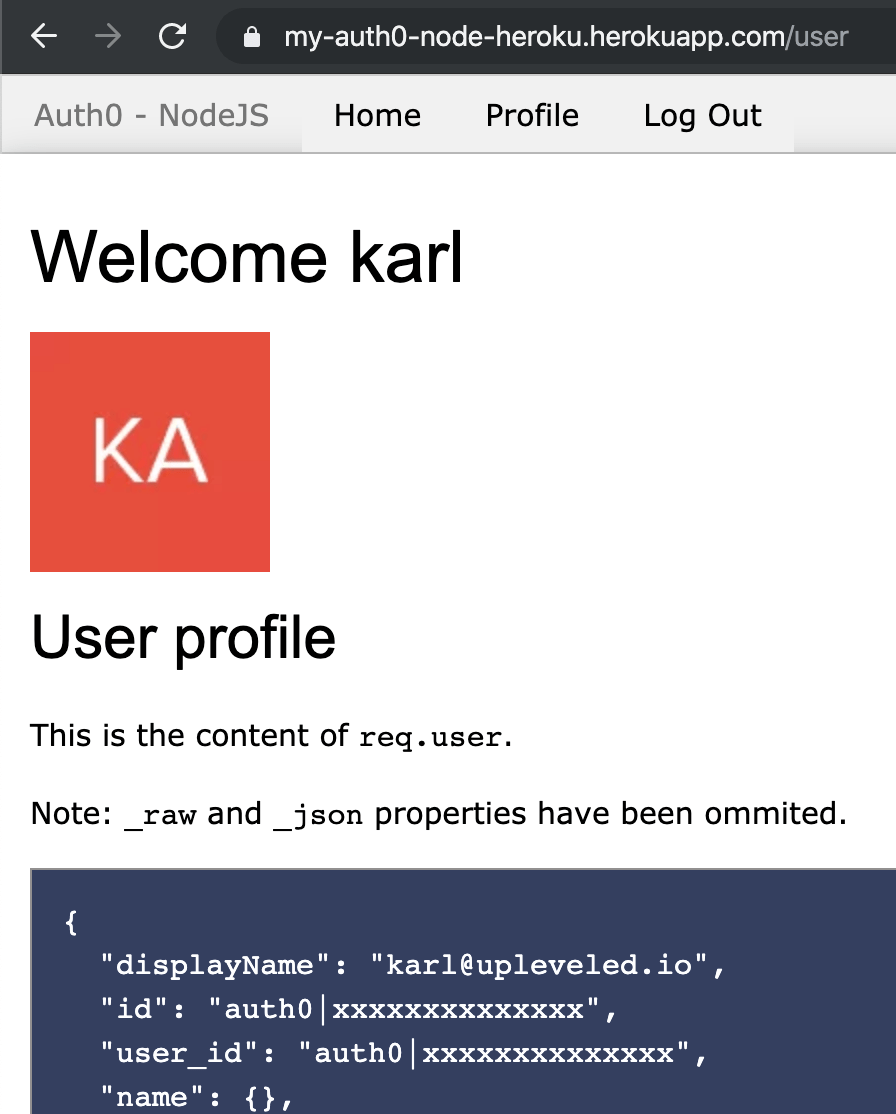 my-auth0-node-heroku.herokuapp.com/user
Auth0 - NodeJS Home Profile Log Out
Welcome karl
KA
User profile
This is the content of req.user.
Note: _raw and _json properties have been ommited.
{
"displayName": "karl@upleveled.io",
"id": "auth0|xxxxxxxxxxxxxx",
"user_id": "auth0|xxxxxxxxxxxxxx",
"name": {},